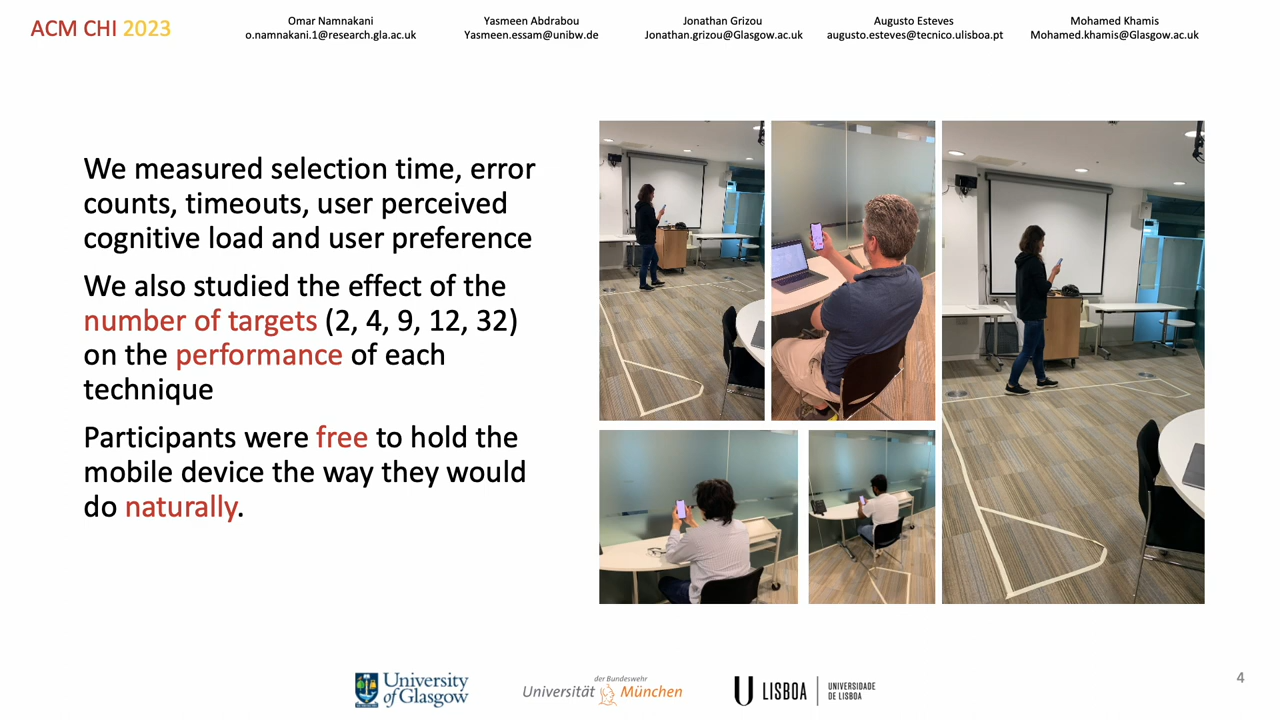 ACM CHI 2023
Omar Namnakani
o.namnakani.1@research.gla.ac.uk
Yasmeen Abdrabou
Yasmeen.essam@unibw.de
Jonathan Grizou
Jonathan.grizou@Glasgow.ac.uk
Augusto Esteves
augusto.esteves@tecnico.ulisboa.pt
Mohamed Khamis
Mohamed.khamis@Glasgow.ac.uk
We measured selection time, error
counts, timeouts, user perceived
cognitive load and user preference
We also studied the effect of the
number of targets (2, 4, 9, 12, 32)
on the performance of each
technique
Participants were free to hold the
mobile device the way they would
do naturally.
University
of Glasgow
der Bundeswehr
Universität München
LISBOA
UNIVERSIDADE
DE LISBOA
4